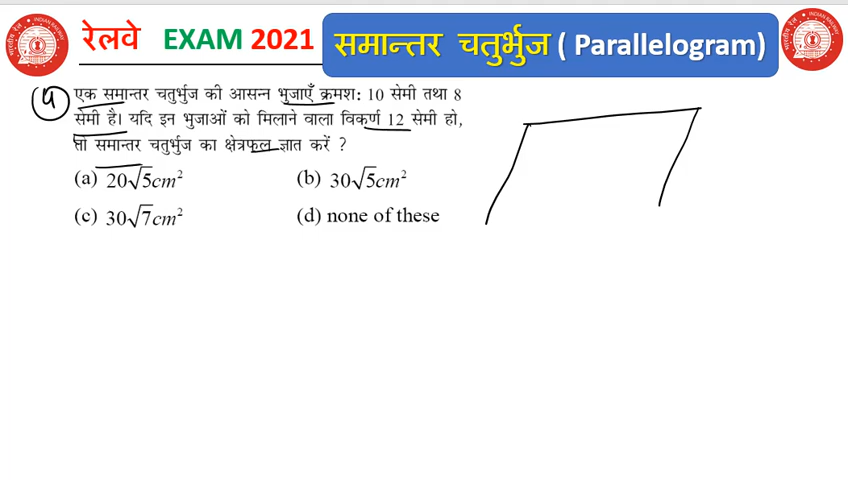 रेलवे EXAM 2021
समान्तर चतुर्भुज ( Parallelogram)
एक समान्तर चतुर्भुज की आसन्न भुजाएँ क्रमश: 10 सेमी तथा 8
सेमी है। यदि इन भुजाओं को मिलाने वाला विकर्ण 12 सेमी हो,
तो समान्तर चतुर्भुज का क्षेत्रफल ज्ञात करें ?
(a) 20√5cm² (b) 30√5cm²
(c) 30√7cm² (d) none of these